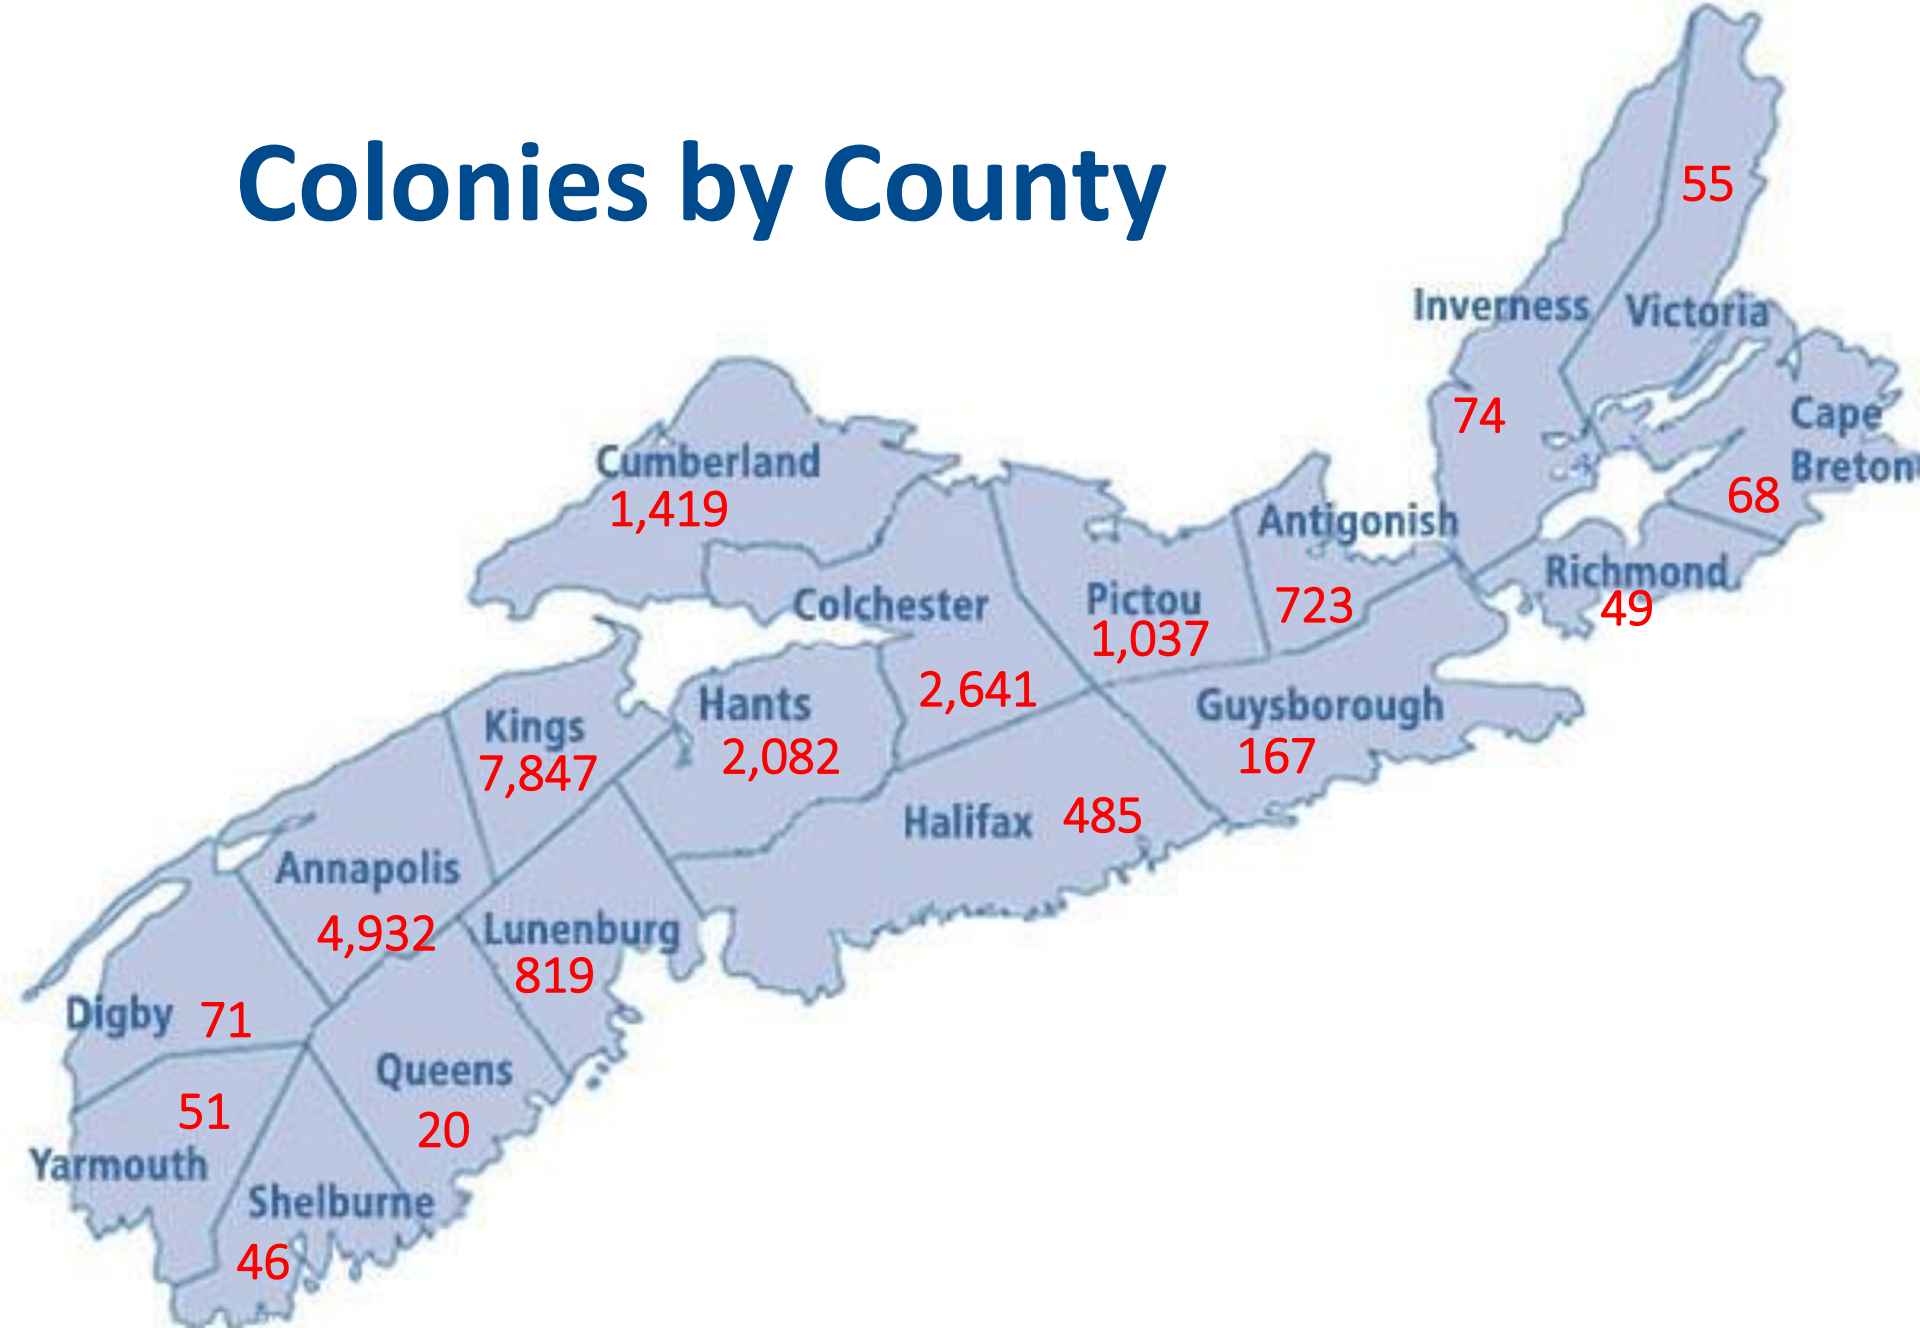 Colonies by County
55
Inverness
Victoria
74
Cape
Breton
68
Cumberland
1,419
Antigonish
723
Richmond
49
Colchester
2,641
Pictou
1,037
Guysborough
167
Kings
7,847
Hants
2,082
Halifax 485
Annapolis
4,932
Lunenburg
819
Digby 71
Queens
20
51
Yarmouth
Shelburne
46